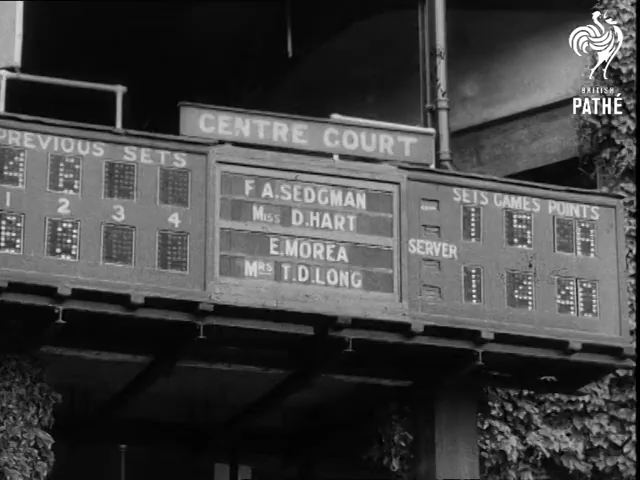 BRITISH
PATHÉ
CENTRE COURT
PREVIOUS SETS
1 2 3 4
F.A.SEDGMAN
MISS D.HART
E.MOREA
MRS T.D.LONG
SERVER
SETS GAMES POINTS